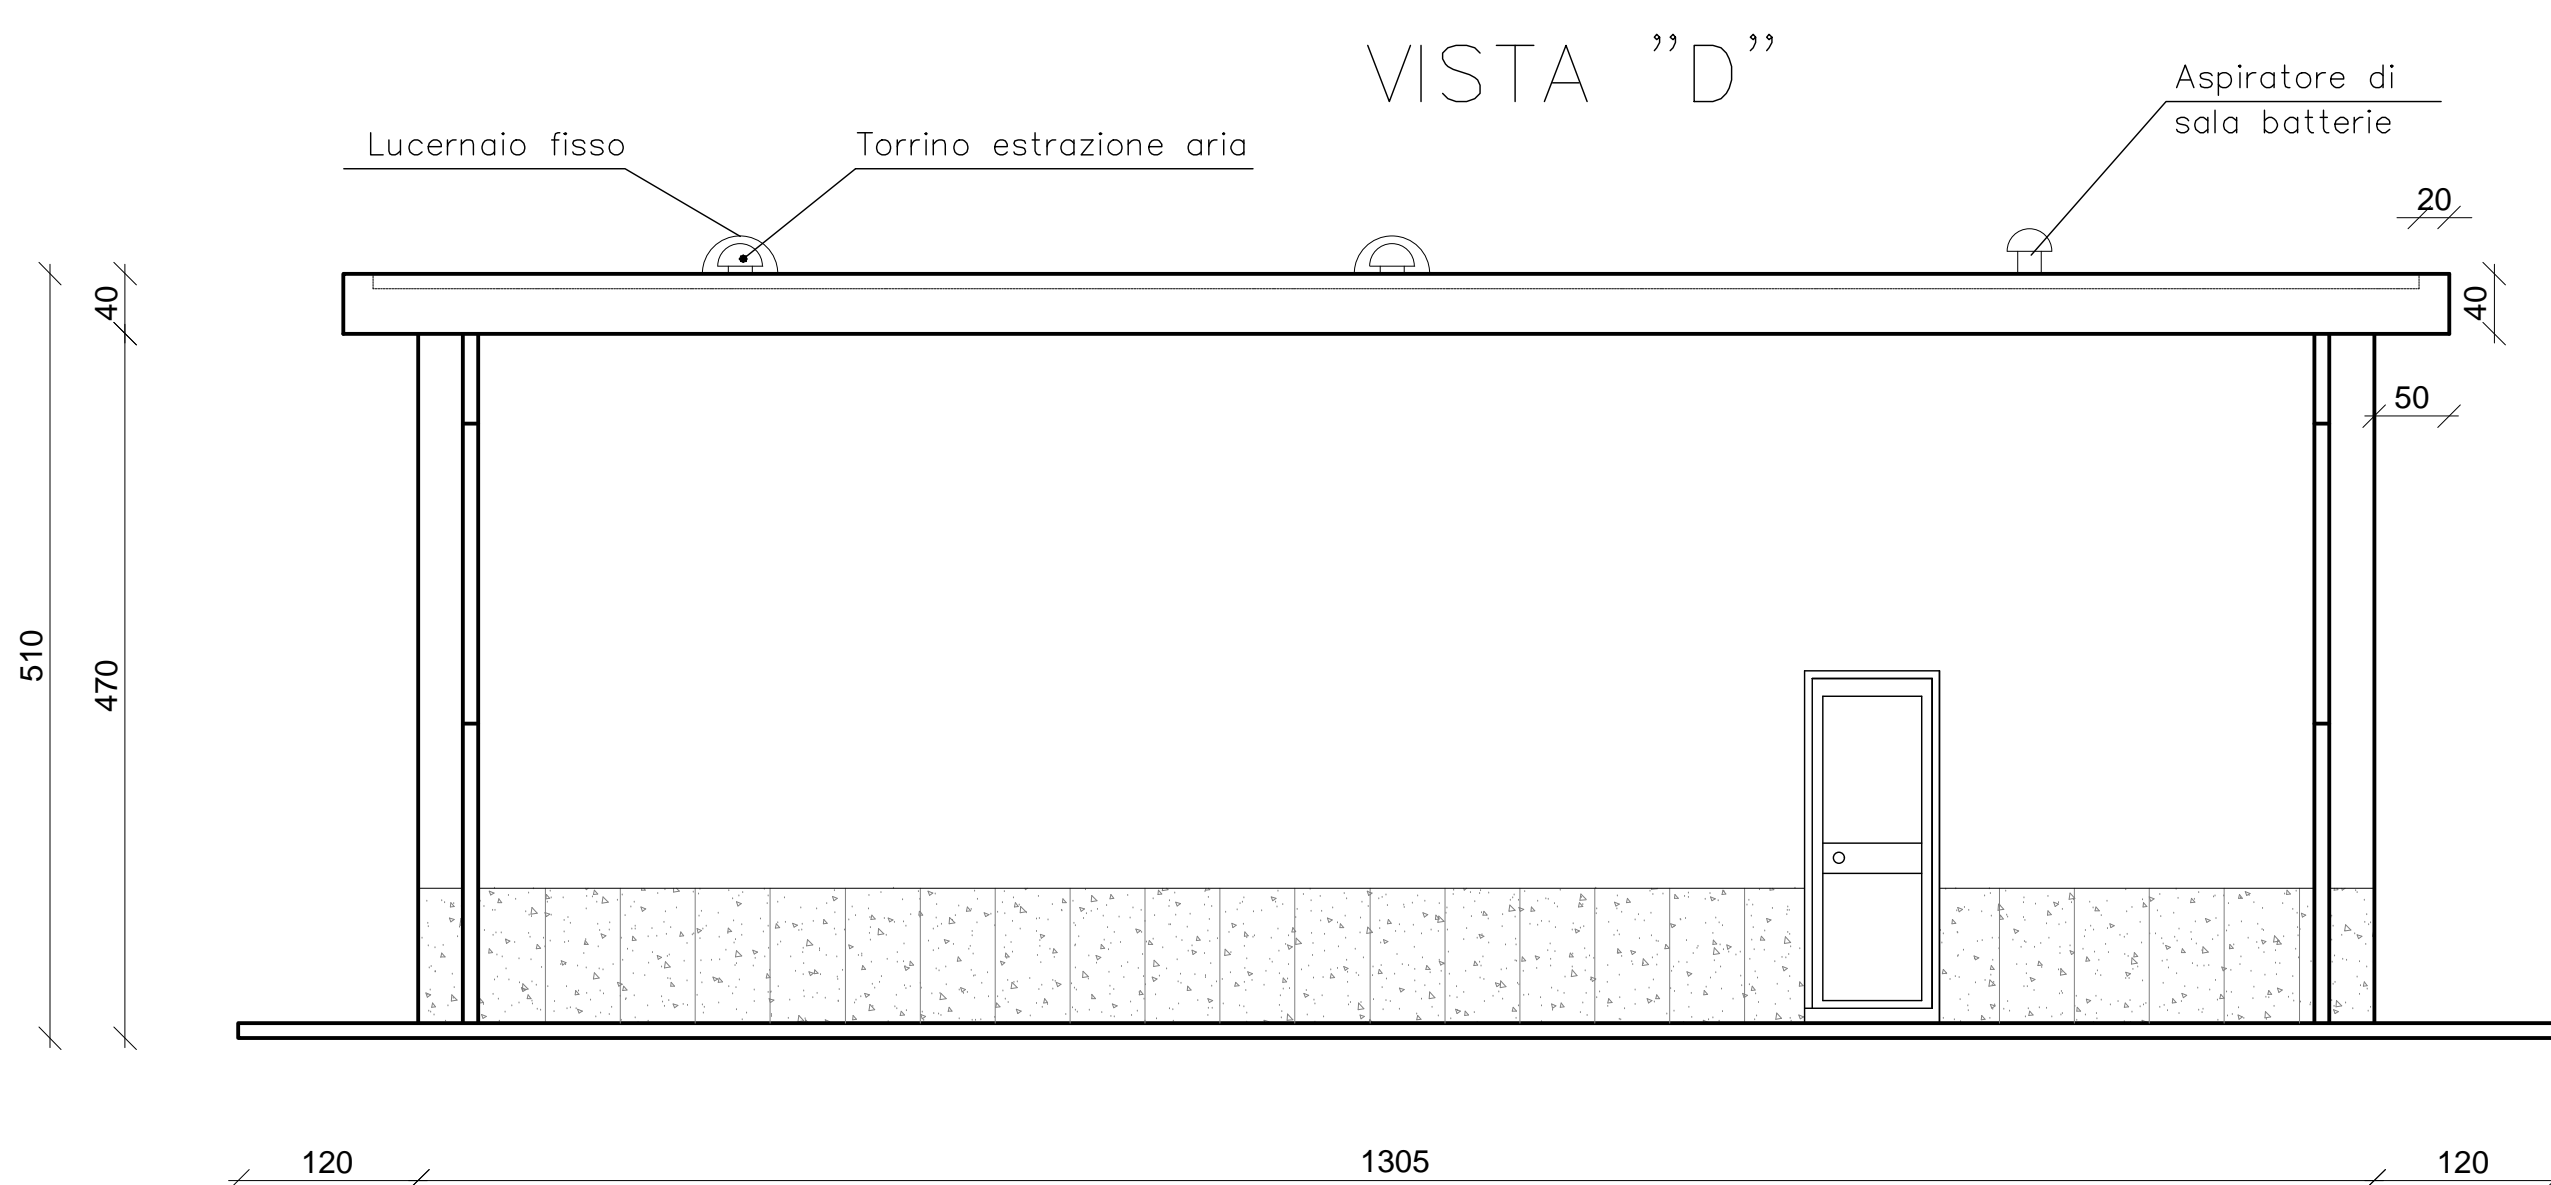 VISTA ”D”
Aspiratore di
sala batterie
Lucernaio fisso
Torrino estrazione aria
20
40
40
50
510
470
120
1305
120